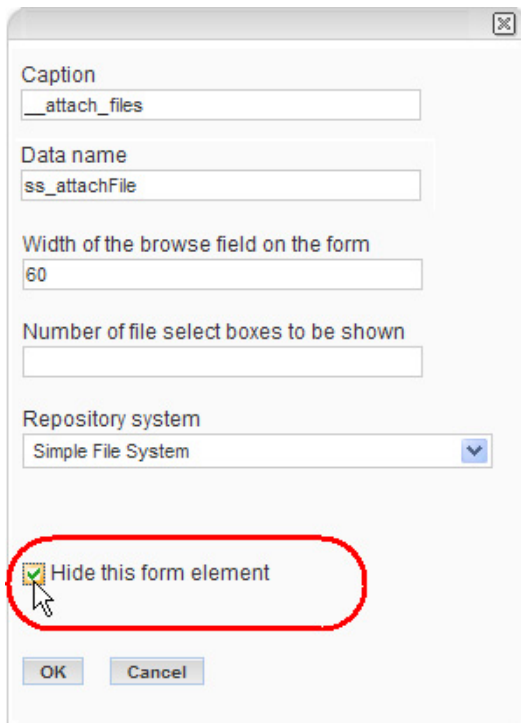 Caption
__attach_files
Data name
ss_attachFile
Width of the browse field on the form
60
Number of file select boxes to be shown
Repository system
Simple File System
Hide this form element
OK Cancel